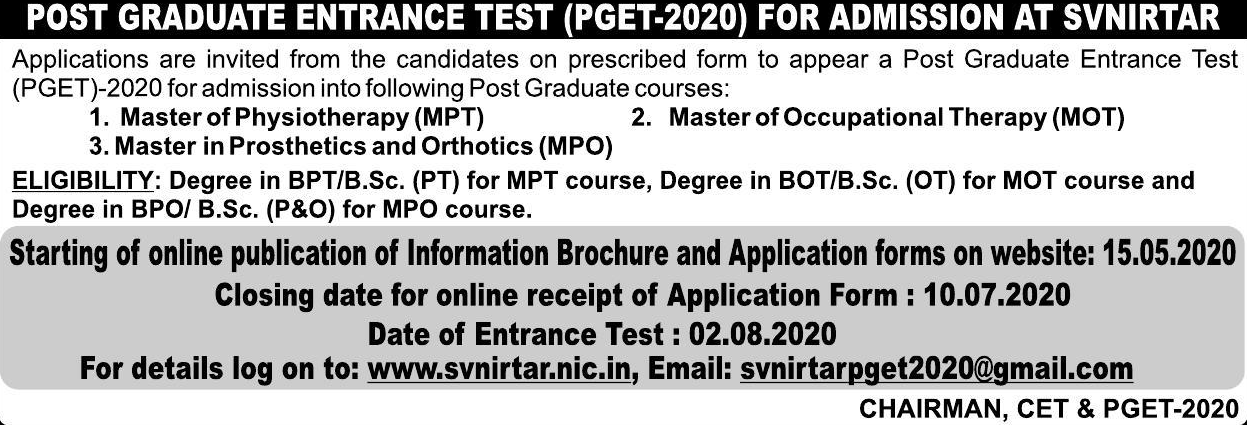 POST GRADUATE ENTRANCE TEST (PGET-2020) FOR ADMISSION AT SVNIRTAR
Applications are invited from the candidates on prescribed form to appear a Post Graduate Entrance Test
(PGET)-2020 for admission into following Post Graduate courses:
1. Master of Physiotherapy (MPT) 2. Master of Occupational Therapy (MOT)
3. Master in Prosthetics and Orthotics (MPO)
ELIGIBILITY: Degree in BPT/B.Sc. (PT) for MPT course, Degree in BOT/B.Sc. (OT) for MOT course and
Degree in BPO/ B.Sc. (P&O) for MPO course.
Starting of online publication of Information Brochure and Application forms on website: 15.05.2020
Closing date for online receipt of Application Form : 10.07.2020
Date of Entrance Test : 02.08.2020
For details log on to: www.svnirtar.nic.in, Email: svnirtarpget2020@gmail.com
CHAIRMAN, CET & PGET-2020